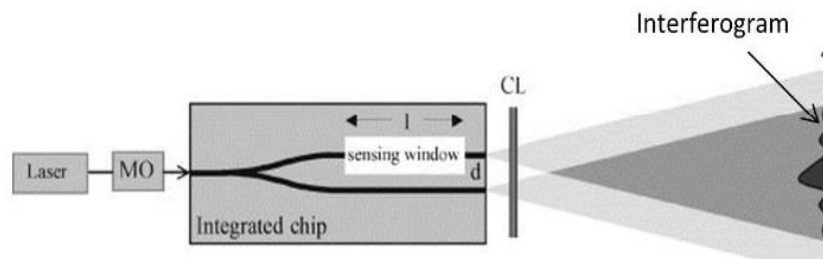 Interferogram
CL
l
sensing window
d
Laser
MO
Integrated chip